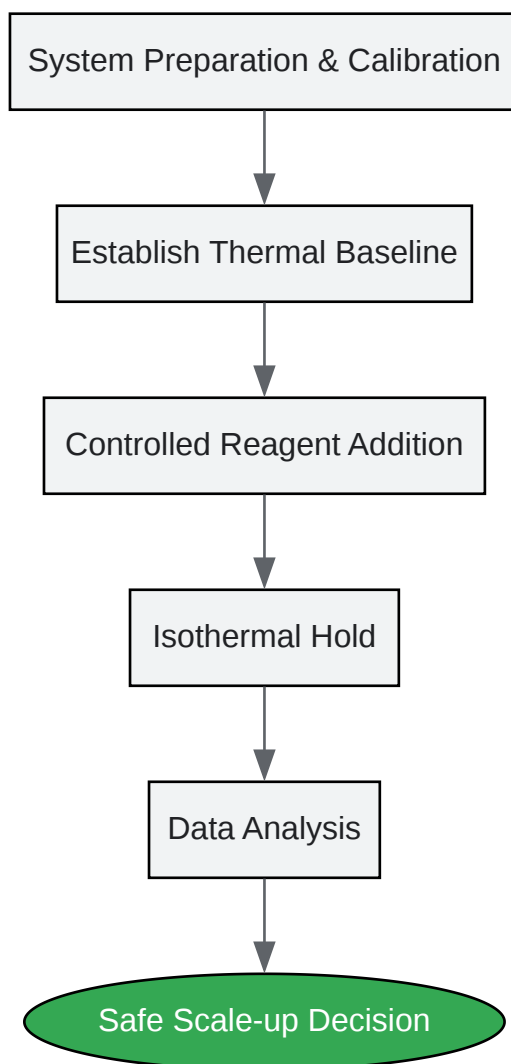 System Preparation & Calibration
Establish Thermal Baseline
Controlled Reagent Addition
Isothermal Hold
Data Analysis
Safe Scale-up Decision